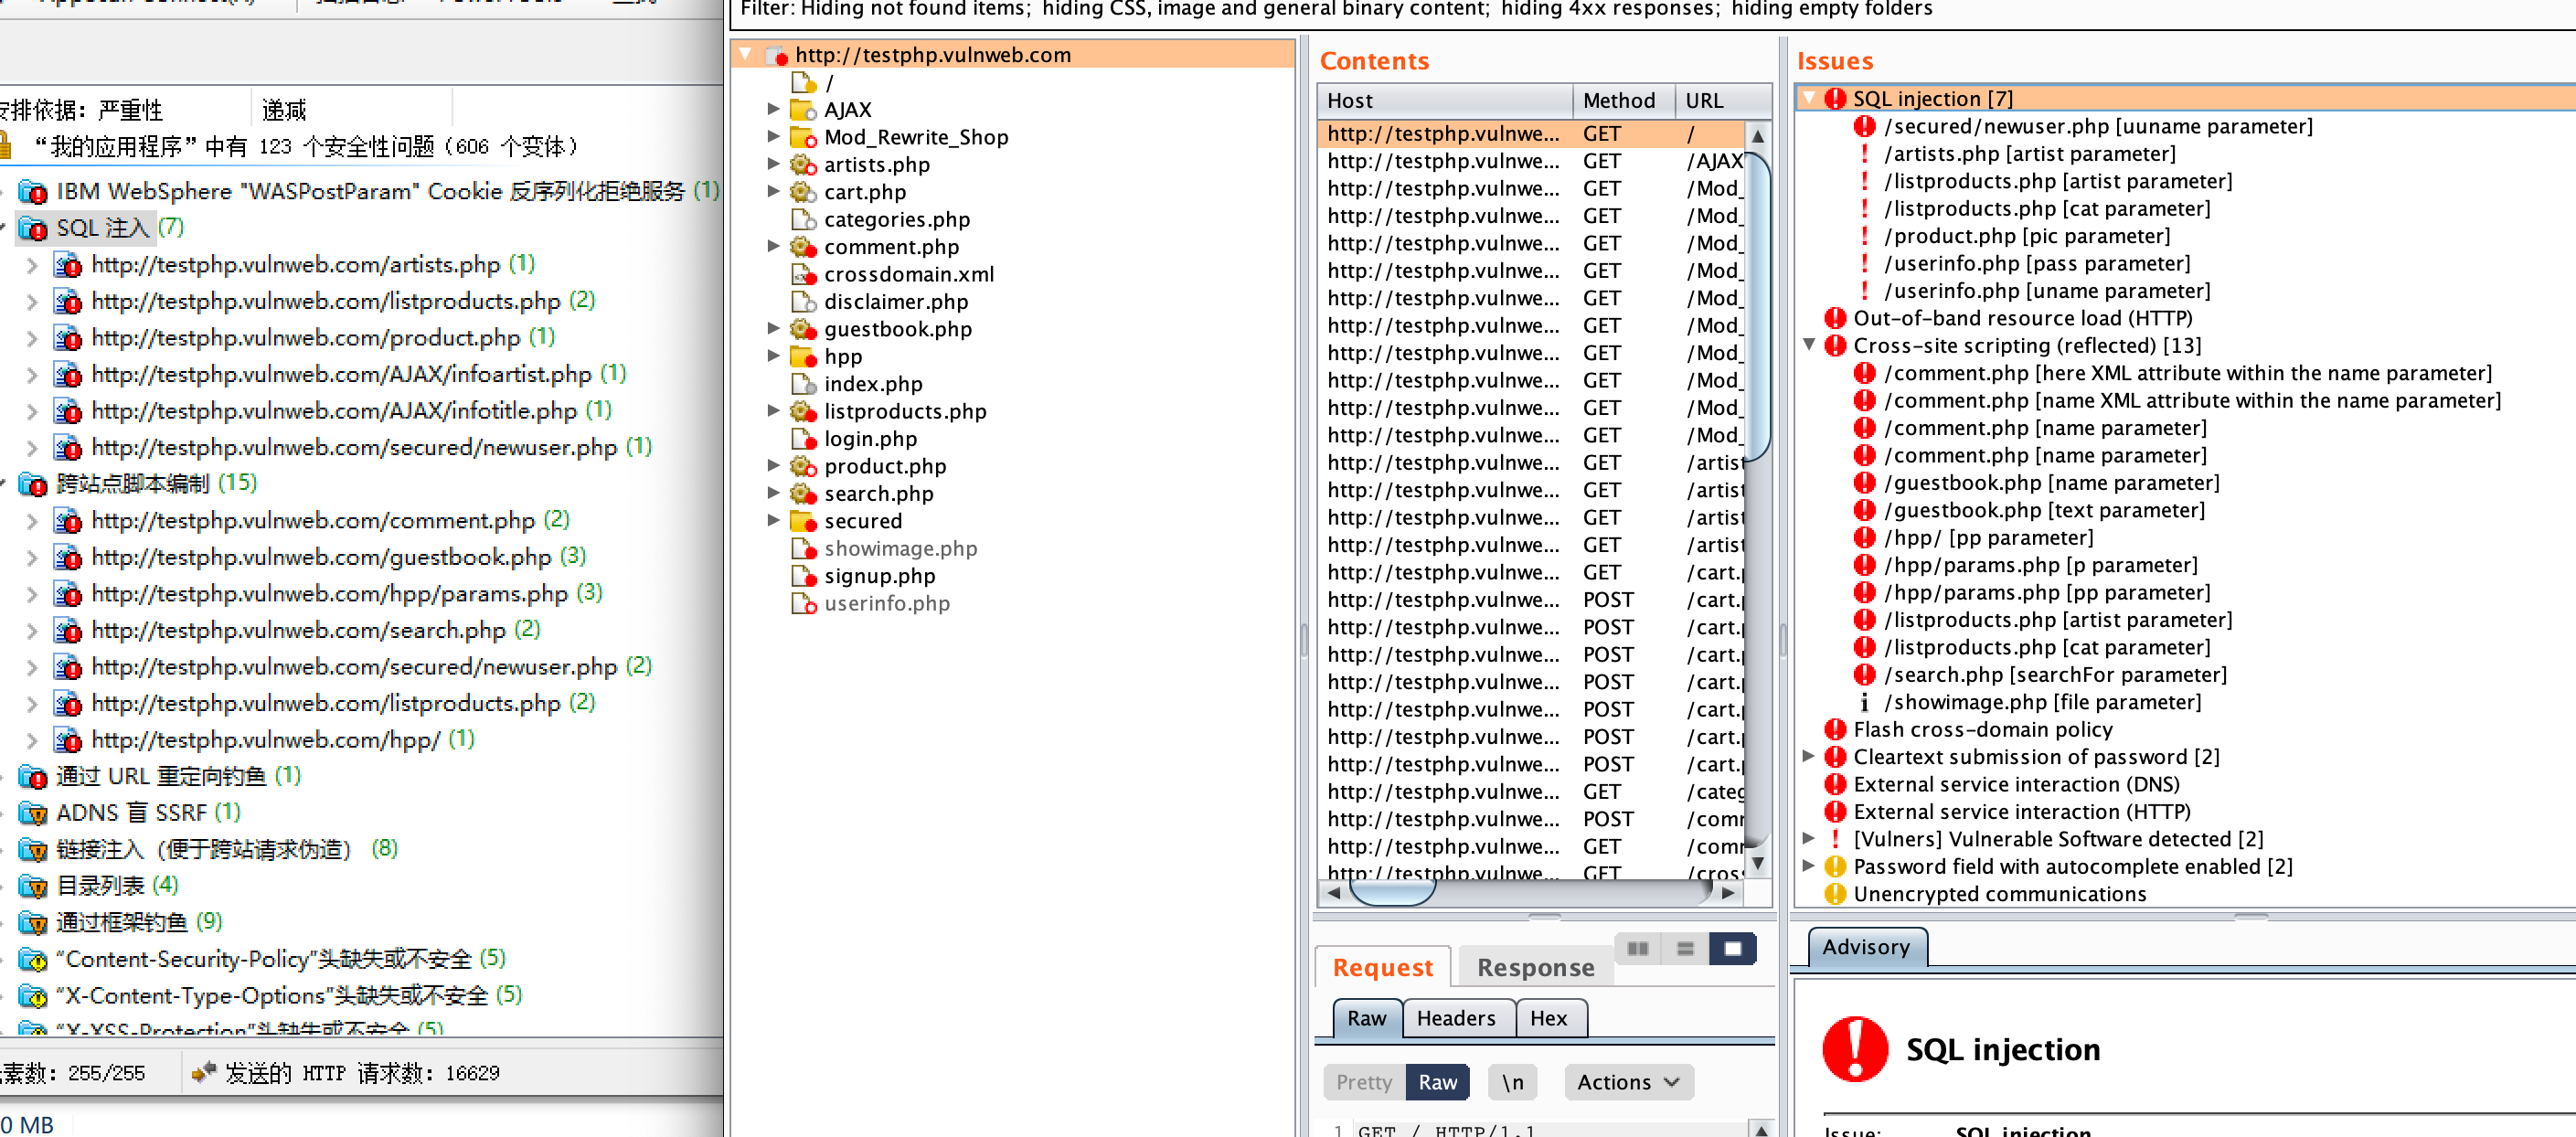 Filter: Hiding not found items; hiding CSS, image and general binary content; hiding 4xx responses; hiding empty folders
安排依据：严重性 递减
“我的应用程序”中有 123 个安全性问题（606 个变体）
IBM WebSphere "WASPostParam" Cookie 反序列化拒绝服务 (1)
SQL 注入 (7)
http://testphp.vulnweb.com/artists.php (1)
http://testphp.vulnweb.com/listproducts.php (2)
http://testphp.vulnweb.com/product.php (1)
http://testphp.vulnweb.com/AJAX/infoartist.php (1)
http://testphp.vulnweb.com/AJAX/infotitle.php (1)
http://testphp.vulnweb.com/secured/newuser.php (1)
跨站点脚本编制 (15)
http://testphp.vulnweb.com/comment.php (2)
http://testphp.vulnweb.com/guestbook.php (3)
http://testphp.vulnweb.com/hpp/params.php (3)
http://testphp.vulnweb.com/search.php (2)
http://testphp.vulnweb.com/secured/newuser.php (2)
http://testphp.vulnweb.com/listproducts.php (2)
http://testphp.vulnweb.com/hpp/ (1)
通过 URL 重定向钓鱼 (1)
ADNS 盲 SSRF (1)
链接注入（便于跨站请求伪造） (8)
目录列表 (4)
通过框架钓鱼 (9)
“Content-Security-Policy”头缺失或不安全 (5)
“X-Content-Type-Options”头缺失或不安全 (5)
“X-XSS-Protection”头缺失或不安全 (5)
素数：255/255 发送的 HTTP 请求数：16629
0 MB
http://testphp.vulnweb.com
/
AJAX
Mod_Rewrite_Shop
artists.php
cart.php
categories.php
comment.php
crossdomain.xml
disclaimer.php
guestbook.php
hpp
index.php
listproducts.php
login.php
product.php
search.php
secured
showimage.php
signup.php
userinfo.php
Contents
Host Method URL
http://testphp.vulnwe... GET /
http://testphp.vulnwe... GET /AJAX
http://testphp.vulnwe... GET /Mod_
http://testphp.vulnwe... GET /Mod_
http://testphp.vulnwe... GET /Mod_
http://testphp.vulnwe... GET /Mod_
http://testphp.vulnwe... GET /Mod_
http://testphp.vulnwe... GET /Mod_
http://testphp.vulnwe... GET /Mod_
http://testphp.vulnwe... GET /Mod_
http://testphp.vulnwe... GET /Mod_
http://testphp.vulnwe... GET /Mod_
http://testphp.vulnwe... GET /artist
http://testphp.vulnwe... GET /artist
http://testphp.vulnwe... GET /artist
http://testphp.vulnwe... GET /artist
http://testphp.vulnwe... GET /cart.
http://testphp.vulnwe... POST /cart.
http://testphp.vulnwe... POST /cart.
http://testphp.vulnwe... POST /cart.
http://testphp.vulnwe... POST /cart.
http://testphp.vulnwe... POST /cart.
http://testphp.vulnwe... POST /cart.
http://testphp.vulnwe... POST /cart.
http://testphp.vulnwe... GET /categ
http://testphp.vulnwe... POST /comm
http://testphp.vulnwe... GET /comm
http://testphp.vulnwe... GET /cross
Request Response
Raw Headers Hex
Pretty Raw \n Actions
1 GET / HTTP/1.1
Issues
SQL injection [7]
/secured/newuser.php [uuname parameter]
/artists.php [artist parameter]
/listproducts.php [artist parameter]
/listproducts.php [cat parameter]
/product.php [pic parameter]
/userinfo.php [pass parameter]
/userinfo.php [uname parameter]
Out-of-band resource load (HTTP)
Cross-site scripting (reflected) [13]
/comment.php [here XML attribute within the name parameter]
/comment.php [name XML attribute within the name parameter]
/comment.php [name parameter]
/comment.php [name parameter]
/guestbook.php [name parameter]
/guestbook.php [text parameter]
/hpp/ [pp parameter]
/hpp/params.php [p parameter]
/hpp/params.php [pp parameter]
/listproducts.php [artist parameter]
/listproducts.php [cat parameter]
/search.php [searchFor parameter]
/showimage.php [file parameter]
Flash cross-domain policy
Cleartext submission of password [2]
External service interaction (DNS)
External service interaction (HTTP)
[Vulners] Vulnerable Software detected [2]
Password field with autocomplete enabled [2]
Unencrypted communications
Advisory
SQL injection
Issue: SQL injection